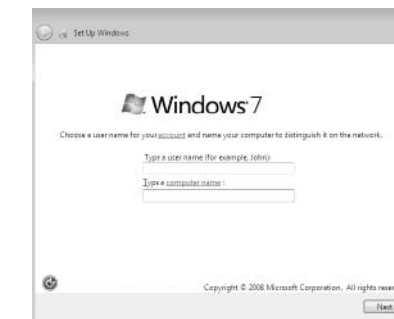 Set Up Windows
Windows 7
Choose a user name for your account and name your computer to distinguish it on the network.
Type a user name (for example, John):
Type a computer name :
Copyright © 2008 Microsoft Corporation. All rights reser
Next